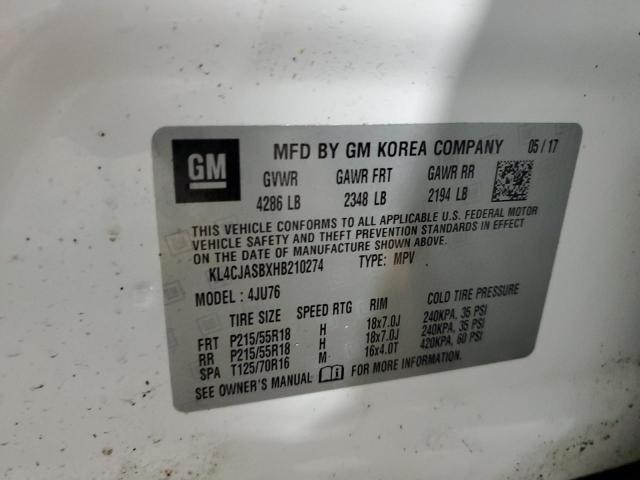 GM MFD BY GM KOREA COMPANY 05/17
GVWR GAWR FRT GAWR RR
4286 LB 2348 LB 2194 LB
THIS VEHICLE CONFORMS TO ALL APPLICABLE U.S. FEDERAL MOTOR
VEHICLE SAFETY AND THEFT PREVENTION STANDARDS IN EFFECT
ON THE DATE OF MANUFACTURE SHOWN ABOVE.
KL4CJASBXHB210274 TYPE: MPV
MODEL : 4JU76
TIRE SIZE SPEED RTG RIM COLD TIRE PRESSURE
FRT P215/55R18 H 18x7.0J 240KPA, 35 PSI
RR P215/55R18 H 18x7.0J 240KPA, 35 PSI
SPA T125/70R16 M 16x4.0T 420KPA, 60 PSI
SEE OWNER'S MANUAL FOR ADDITIONAL INFORMATION.